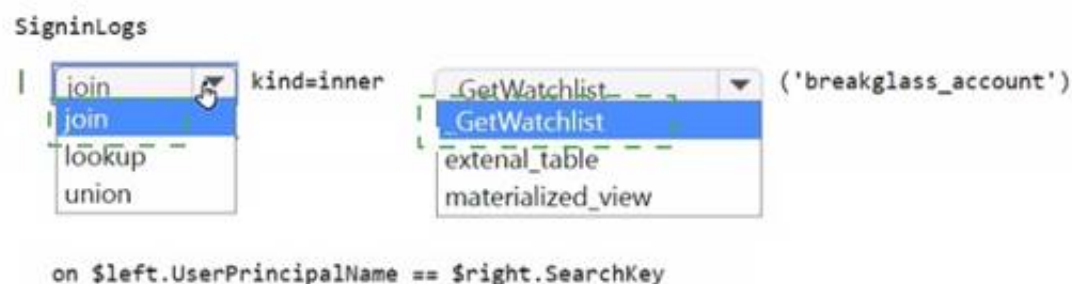 SigninLogs
| join kind=inner _GetWatchlist ('breakglass_account')
join _GetWatchlist
lookup extenal_table
union materialized_view
on $left.UserPrincipalName == $right.SearchKey